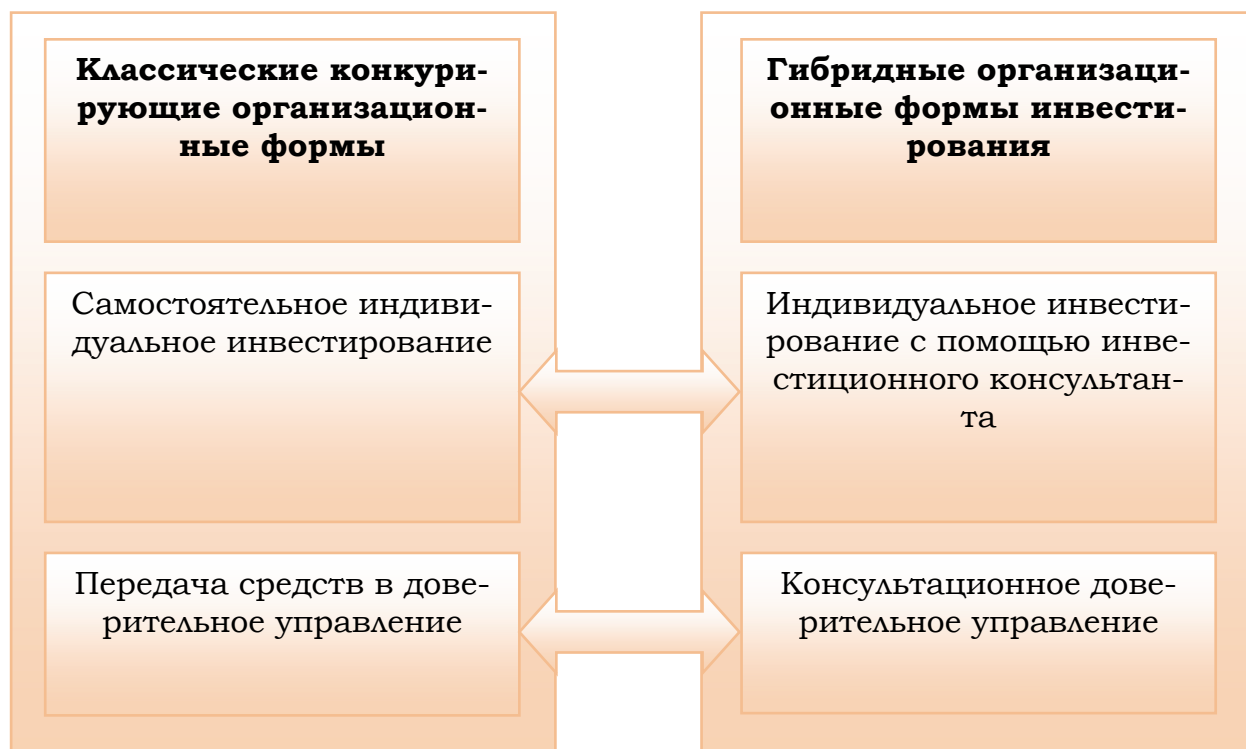 Классические конкури-
рующие организацион-
ные формы
Самостоятельное индиви-
дуальное инвестирование
Передача средств в дове-
рительное управление
Гибридные организаци-
онные формы инвести-
рования
Индивидуальное инвести-
рование с помощью инве-
стиционного консультан-
та
Консультационное дове-
рительное управление